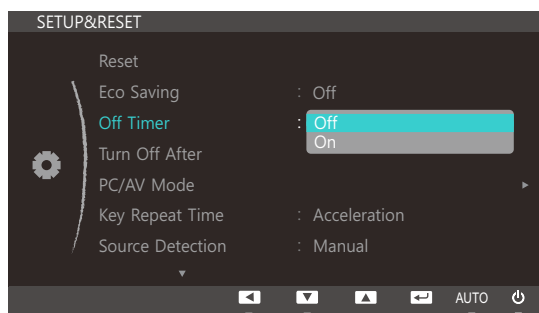 SETUP&RESET
Reset
Eco Saving : Off
Off Timer : Off
On
Turn Off After
PC/AV Mode
Key Repeat Time : Acceleration
Source Detection : Manual
AUTO